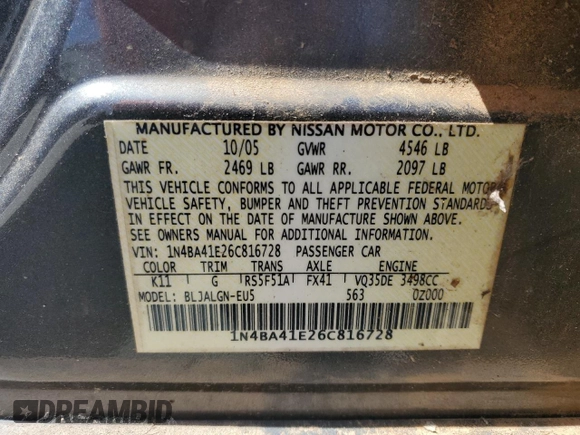 MANUFACTURED BY NISSAN MOTOR CO., LTD.
DATE 10/05 GVWR 4546 LB
GAWR FR. 2469 LB GAWR RR. 2097 LB
THIS VEHICLE CONFORMS TO ALL APPLICABLE FEDERAL MOTOR
VEHICLE SAFETY, BUMPER AND THEFT PREVENTION STANDARDS
IN EFFECT ON THE DATE OF MANUFACTURE SHOWN ABOVE.
SEE OWNERS MANUAL FOR ADDITIONAL INFORMATION.
VIN: 1N4BA41E26C816728 PASSENGER CAR
COLOR TRIM TRANS AXLE ENGINE
K11 G RS5F51A FX41 VQ35DE 3498CC
MODEL: BLJALGN-EU5 563 0Z000
1N4BA41E26C816728
DREAMBID